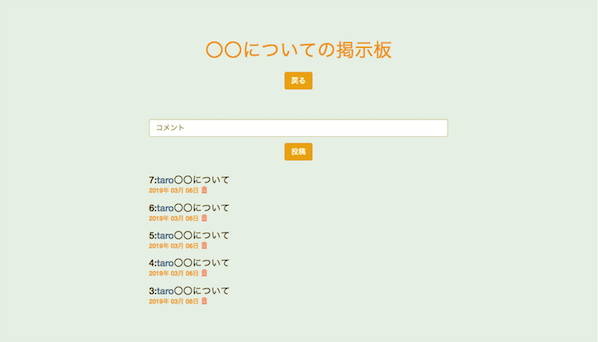 〇〇についての掲示板
戻る
コメント
投稿
7:taro〇〇について
2019年 03月 06日
6:taro〇〇について
2019年 03月 06日
5:taro〇〇について
2019年 03月 06日
4:taro〇〇について
2019年 03月 06日
3:taro〇〇について
2019年 03月 06日